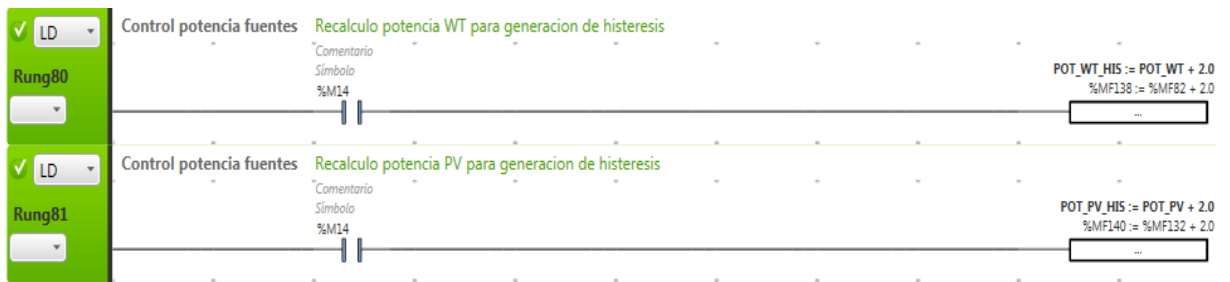 LD
Control potencia fuentes Recalculo potencia WT para generacion de histeresis
Comentario
Símbolo
Rung80
%M14
POT_WT_HIS := POT_WT + 2.0
%MF138 := %MF82 + 2.0
...
LD
Control potencia fuentes Recalculo potencia PV para generacion de histeresis
Comentario
Símbolo
Rung81
%M14
POT_PV_HIS := POT_PV + 2.0
%MF140 := %MF132 + 2.0
...